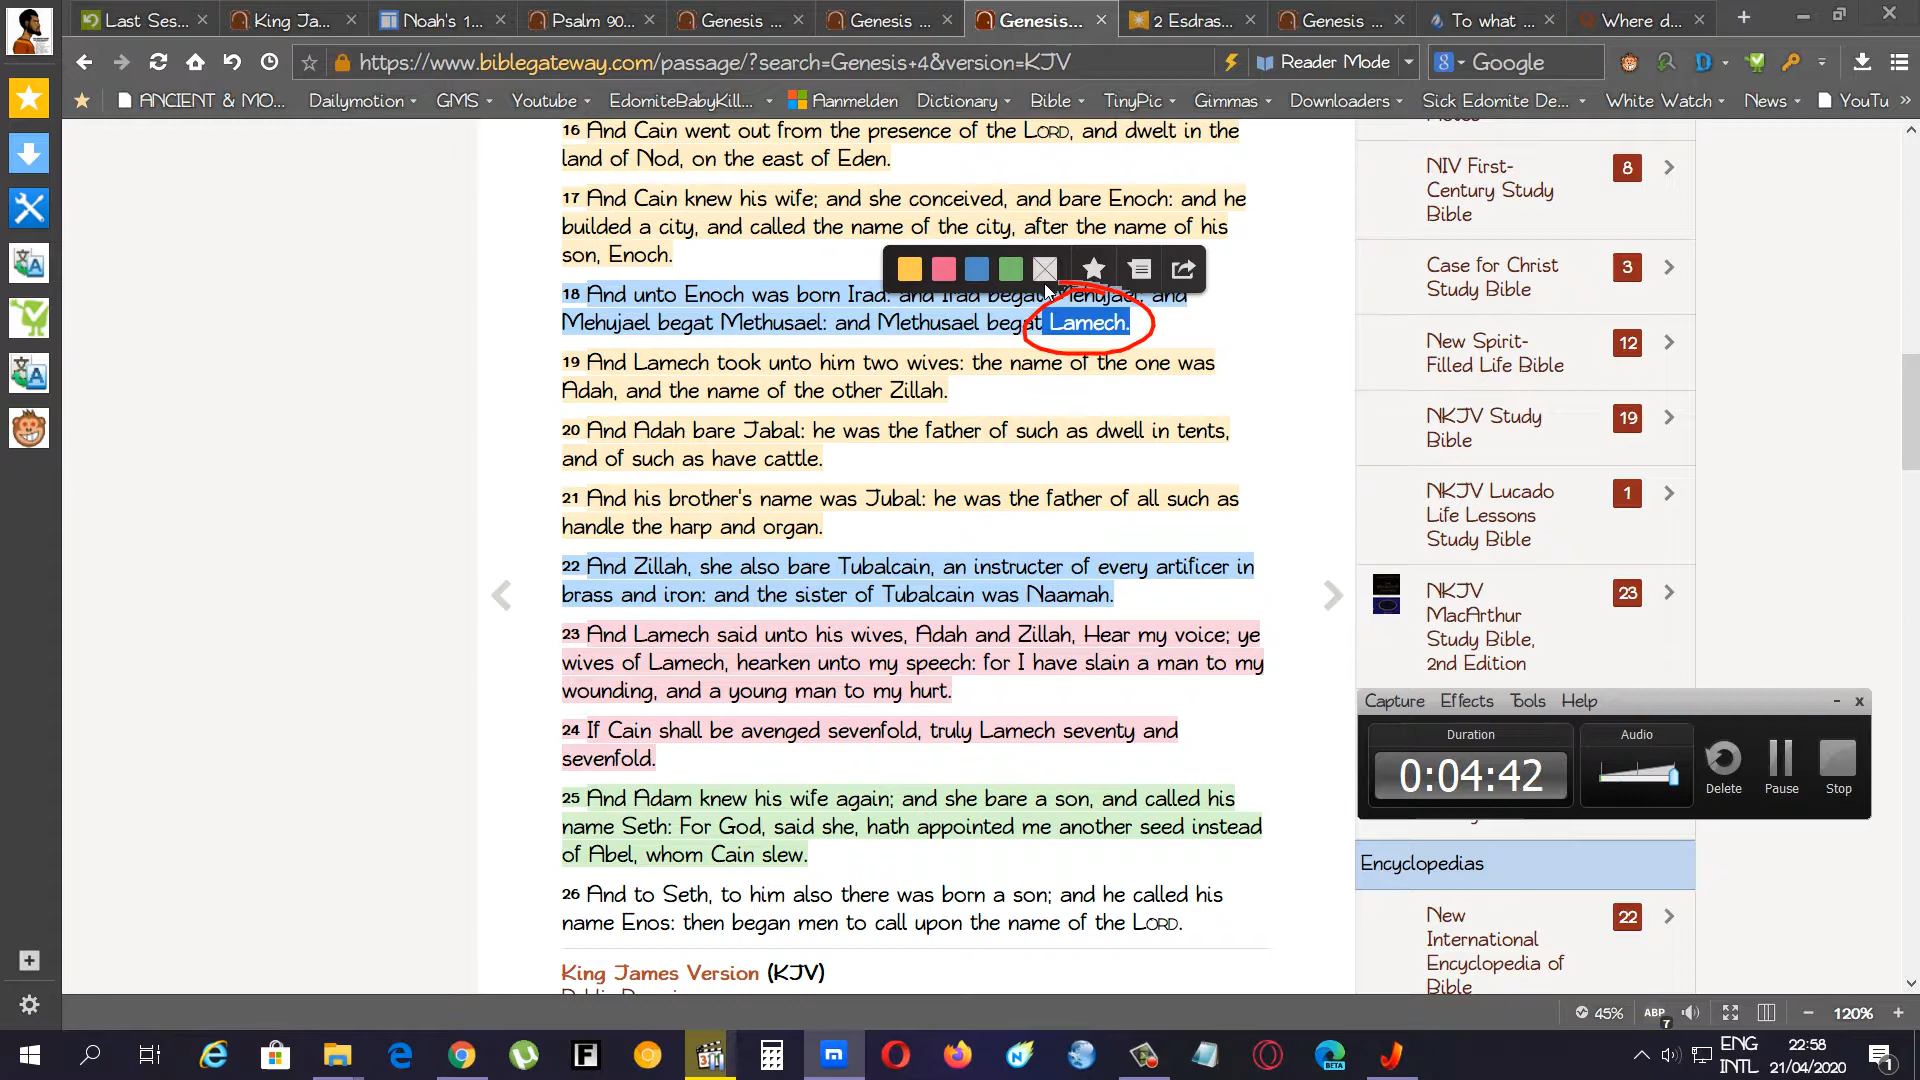 Last Ses...
King Ja...
Noah's 1...
Psalm 90...
Genesis ...
Genesis ...
Genesis...
2 Esdras...
Genesis ...
To what ...
Where d...
https://www.biblegateway.com/passage/?search=Genesis+4&version=KJV
Reader Mode
Google
ANCIENT & MO...
Dailymotion
GMS
Youtube
EdomiteBabyKill...
Aanmelden
Dictionary
Bible
TinyPic
Gimmas
Downloaders
Sick Edomite De...
White Watch
News
YouTu
16 And Cain went out from the presence of the LORD, and dwelt in the
land of Nod, on the east of Eden.
17 And Cain knew his wife; and she conceived, and bare Enoch: and he
builded a city, and called the name of the city, after the name of his
son, Enoch.
18 And unto Enoch was born Irad: and Irad begat Mehujael: and
Mehujael begat Methusael: and Methusael begat Lamech.
19 And Lamech took unto him two wives: the name of the one was
Adah, and the name of the other Zillah.
20 And Adah bare Jabal: he was the father of such as dwell in tents,
and of such as have cattle.
21 And his brother's name was Jubal: he was the father of all such as
handle the harp and organ.
22 And Zillah, she also bare Tubalcain, an instructer of every artificer in
brass and iron: and the sister of Tubalcain was Naamah.
23 And Lamech said unto his wives, Adah and Zillah, Hear my voice; ye
wives of Lamech, hearken unto my speech: for I have slain a man to my
wounding, and a young man to my hurt.
24 If Cain shall be avenged sevenfold, truly Lamech seventy and
sevenfold.
25 And Adam knew his wife again; and she bare a son, and called his
name Seth: For God, said she, hath appointed me another seed instead
of Abel, whom Cain slew.
26 And to Seth, to him also there was born a son; and he called his
name Enos: then began men to call upon the name of the LORD.
King James Version (KJV)
NIV First-
Century Study
Bible
8
Case for Christ
Study Bible
3
New Spirit-
Filled Life Bible
12
NKJV Study
Bible
19
NKJV Lucado
Life Lessons
Study Bible
1
NKJV
MacArthur
Study Bible,
2nd Edition
23
Capture Effects Tools Help
Duration
0:04:42
Audio
Delete
Pause
Stop
Encyclopedias
New
International
Encyclopedia of
Bible
22
45%
ABP
7
120%
ENG
INTL
22:58
21/04/2020
1